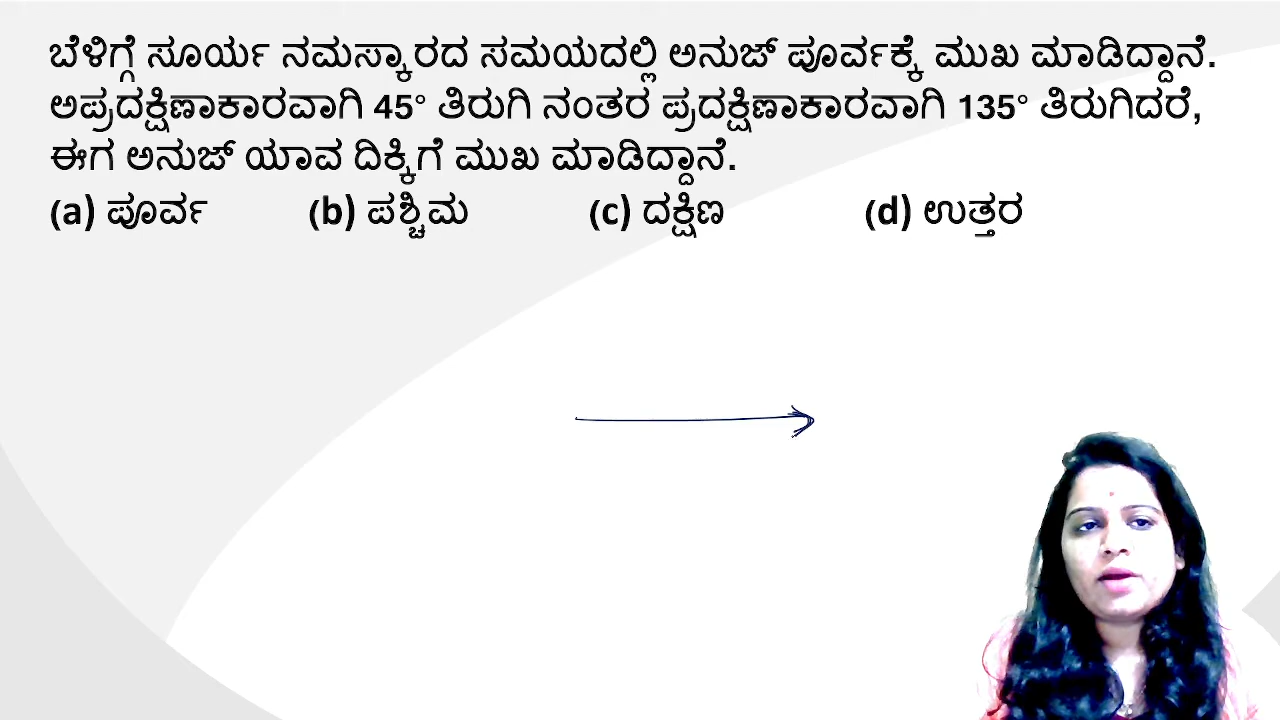 ಬೆಳಿಗ್ಗೆ ಸೂರ್ಯ ನಮಸ್ಕಾರದ ಸಮಯದಲ್ಲಿ ಅನುಜ್ ಪೂರ್ವಕ್ಕೆ ಮುಖ ಮಾಡಿದ್ದಾನೆ.
ಅಪ್ರದಕ್ಷಿಣಾಕಾರವಾಗಿ 45° ತಿರುಗಿ ನಂತರ ಪ್ರದಕ್ಷಿಣಾಕಾರವಾಗಿ 135° ತಿರುಗಿದರೆ,
ಈಗ ಅನುಜ್ ಯಾವ ದಿಕ್ಕಿಗೆ ಮುಖ ಮಾಡಿದ್ದಾನೆ.
(a) ಪೂರ್ವ (b) ಪಶ್ಚಿಮ (c) ದಕ್ಷಿಣ (d) ಉತ್ತರ